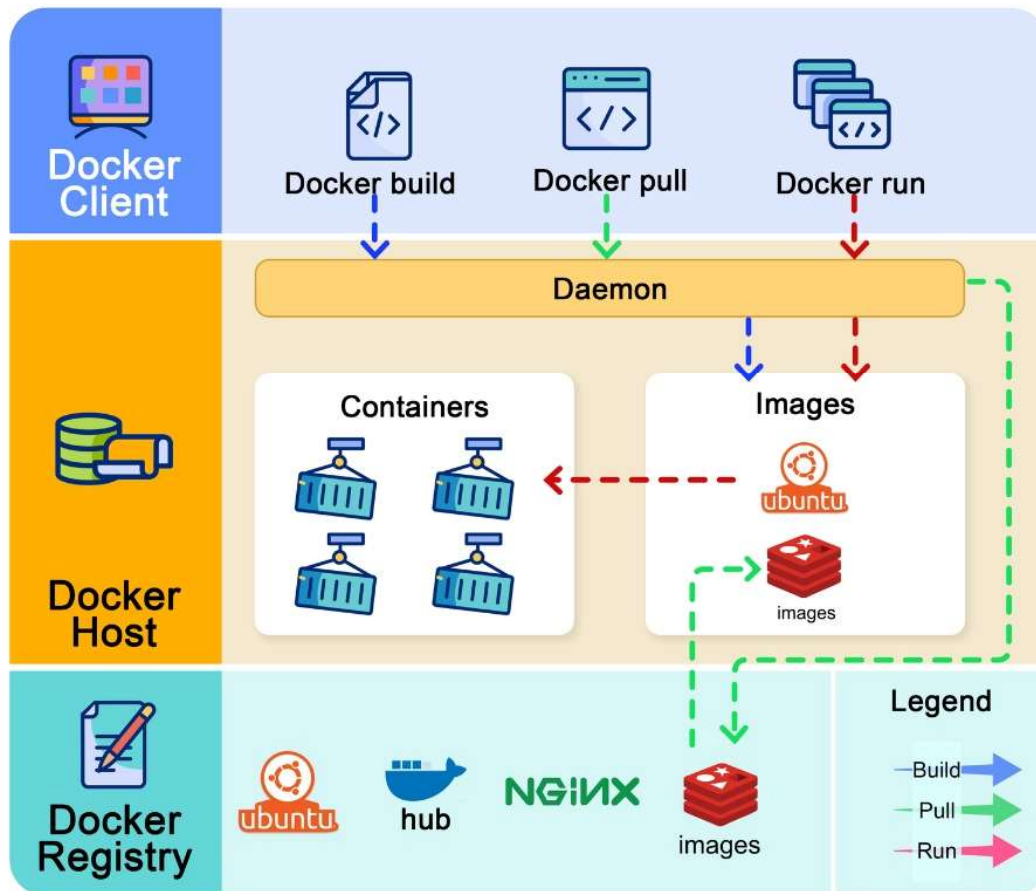 Docker
Client
Docker build
Docker pull
Docker run
Daemon
Containers
Images
ubuntu
images
Docker
Host
Docker
Registry
ubuntu
hub
NGiNX
images
Legend
Build
Pull
Run